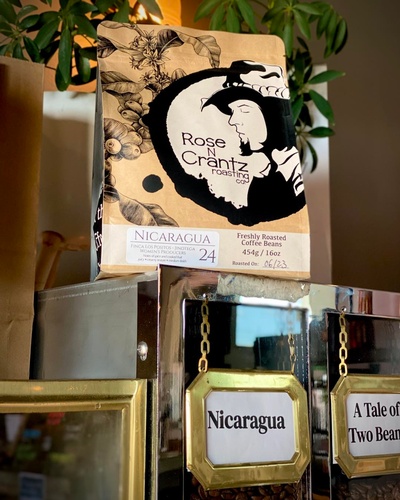 Rose
N
Crantz
roasting
co
NICARAGUA
24
Freshly Roasted
Coffee Beans
454g / 16oz
Roasted On: 06/03
Nicaragua
A Tale of
Two Bean